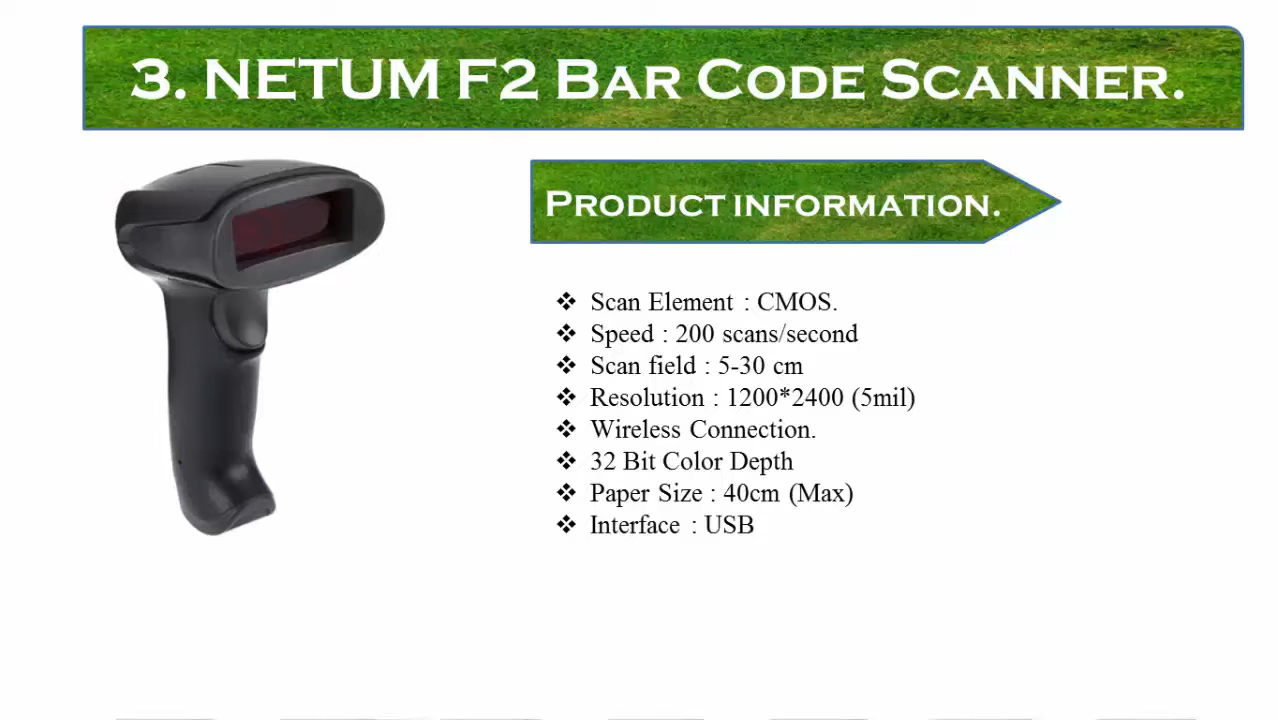 3. NETUM F2 BAR CODE SCANNER.
PRODUCT INFORMATION.
❖ Scan Element : CMOS.
❖ Speed : 200 scans/second
❖ Scan field : 5-30 cm
❖ Resolution : 1200*2400 (5mil)
❖ Wireless Connection.
❖ 32 Bit Color Depth
❖ Paper Size : 40cm (Max)
❖ Interface : USB